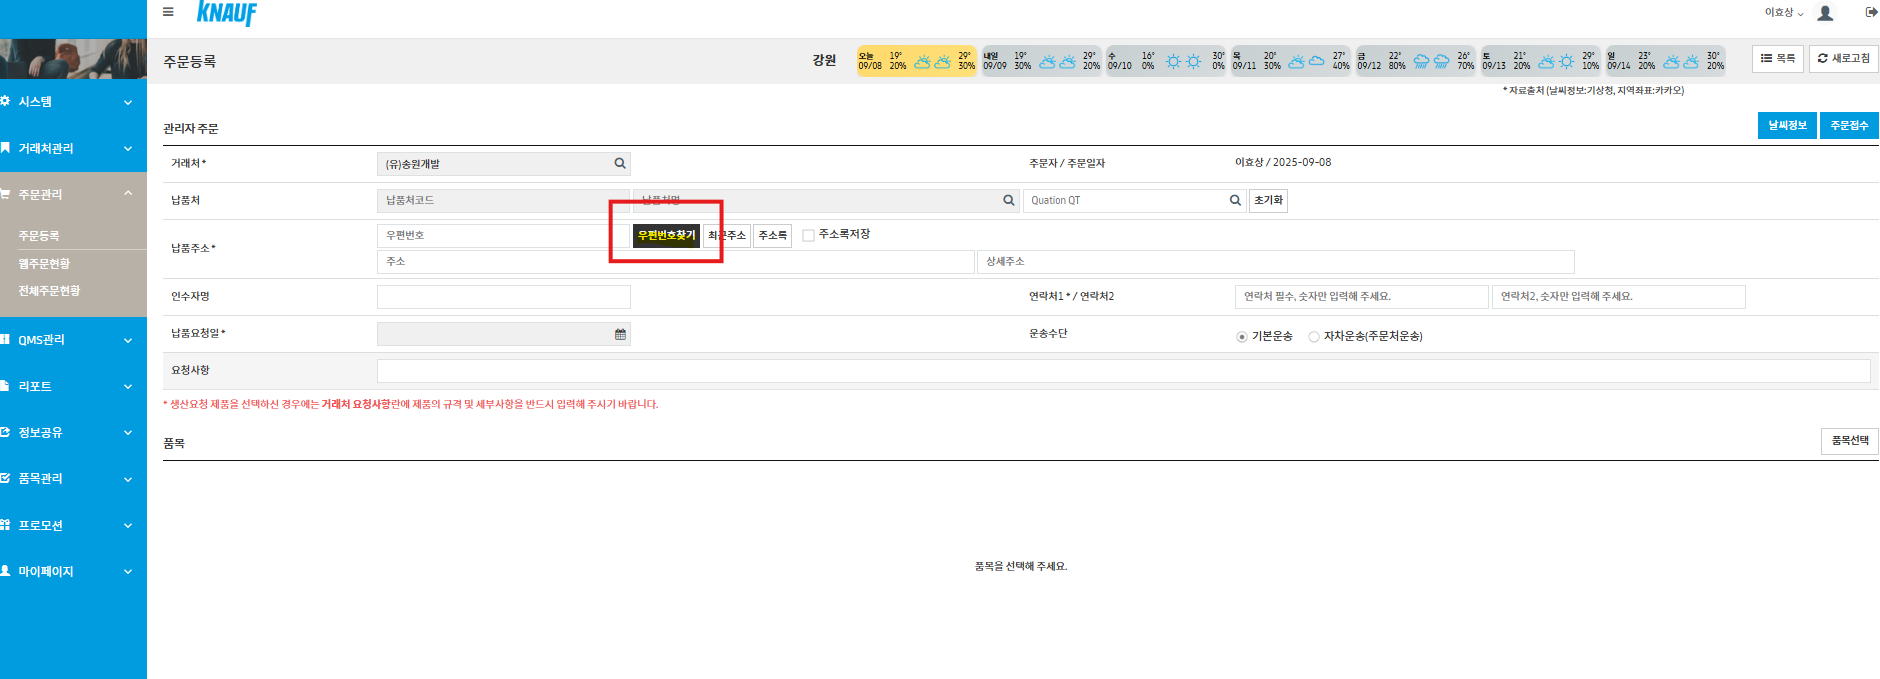 KNAUF
이효상
주문등록
강원
오늘 19° 29°
09/08 20% 30%
내일 19° 29°
09/09 30% 20%
수 16° 30°
09/10 0% 0%
목 20° 27°
09/11 30% 40%
금 22° 26°
09/12 80% 70%
토 21° 29°
09/13 20% 10%
일 23° 30°
09/14 20% 20%
목록
새로고침
* 자료출처 (날씨정보:기상청, 지역좌표:카카오)
시스템
거래처관리
주문관리
주문등록
웹주문현황
전체주문현황
QMS관리
리포트
정보공유
품목관리
프로모션
마이페이지
관리자 주문
날씨정보
주문접수
거래처 *
(유)송원개발
주문자 / 주문일자
이효상 / 2025-09-08
납품처
납품처코드
납품처명
Quation QT
초기화
납품주소 *
우편번호
우편번호찾기
최근주소
주소록
주소록저장
주소
상세주소
인수자명
연락처1 * / 연락처2
연락처 필수, 숫자만 입력해 주세요.
연락처2, 숫자만 입력해 주세요.
납품요청일 *
운송수단
기본운송
자차운송(주문처운송)
요청사항
* 생산요청 제품을 선택하신 경우에는 거래처 요청사항란에 제품의 규격 및 세부사항을 반드시 입력해 주시기 바랍니다.
품목
품목선택
품목을 선택해 주세요.